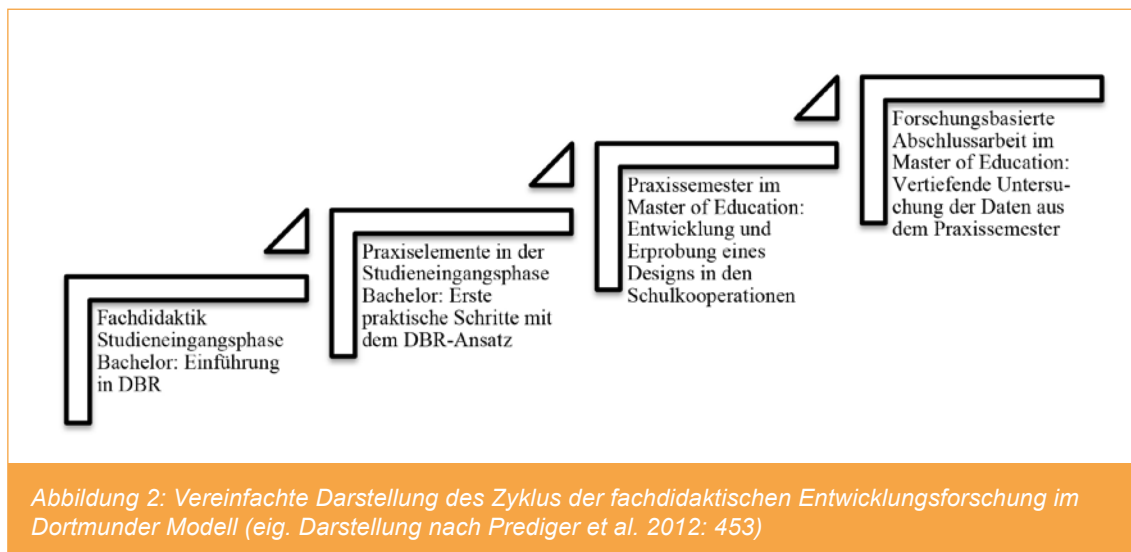 Fachdidaktik
Studieneingangsphase
Bachelor: Einführung
in DBR
Praxiselemente in der
Studieneingangsphase
Bachelor: Erste
praktische Schritte mit
dem DBR-Ansatz
Praxissemester im
Master of Education:
Entwicklung und
Erprobung eines
Designs in den
Schulkooperationen
Forschungsbasierte
Abschlussarbeit im
Master of Education:
Vertiefende Untersu-
chung der Daten aus
dem Praxissemester
Abbildung 2: Vereinfachte Darstellung des Zyklus der fachdidaktischen Entwicklungsforschung im
Dortmunder Modell (eig. Darstellung nach Prediger et al. 2012: 453)